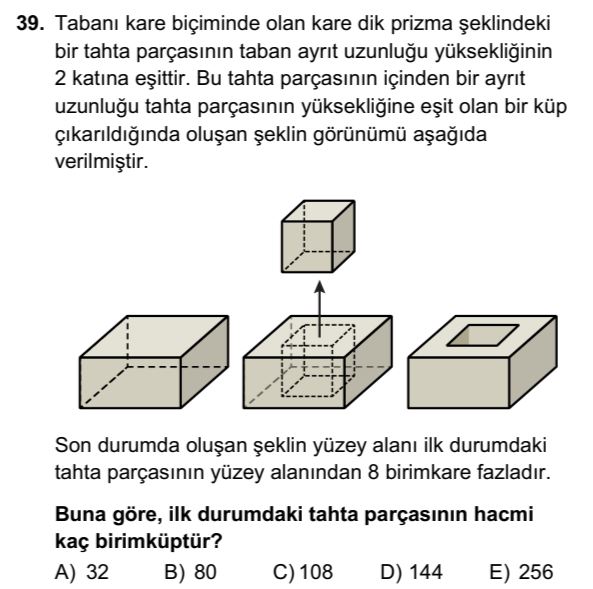 39. Tabanı kare biçiminde olan kare dik prizma şeklindeki
bir tahta parçasının taban ayrıt uzunluğu yüksekliğinin
2 katına eşittir. Bu tahta parçasının içinden bir ayrıt
uzunluğu tahta parçasının yüksekliğine eşit olan bir küp
çıkarıldığında oluşan şeklin görünümü aşağıda
verilmiştir.
Son durumda oluşan şeklin yüzey alanı ilk durumdaki
tahta parçasının yüzey alanından 8 birimkare fazladır.
Buna göre, ilk durumdaki tahta parçasının hacmi
kaç birimküptür?
A) 32 B) 80 C) 108 D) 144 E) 256